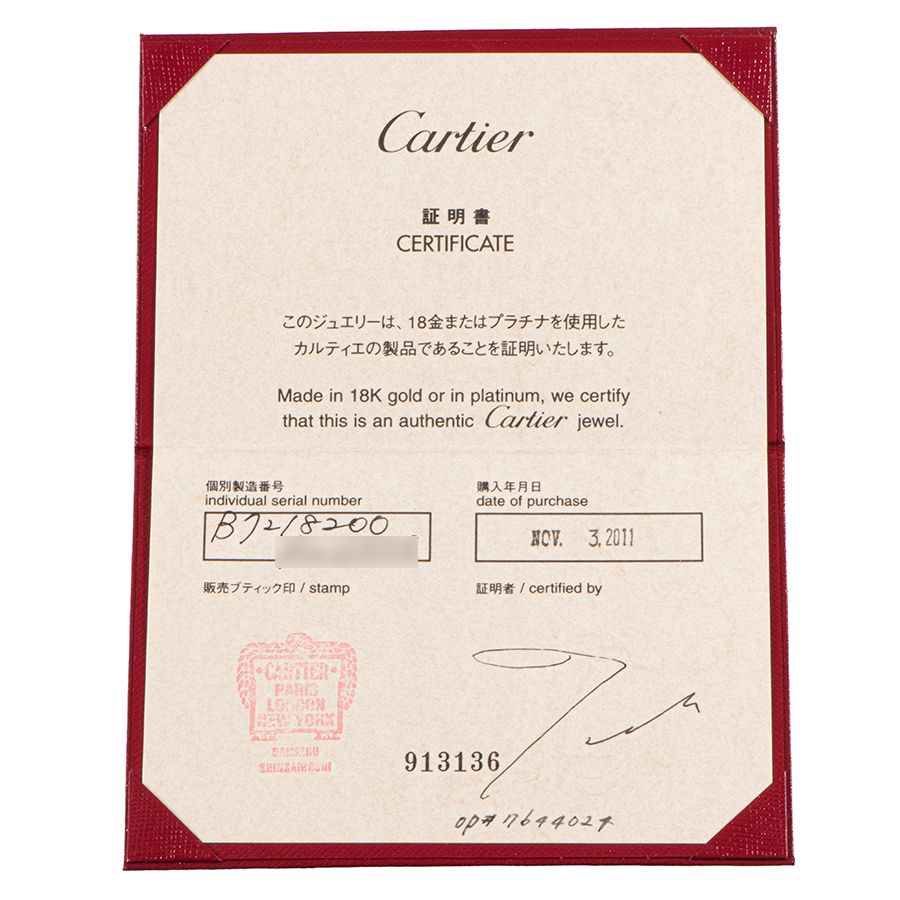 Cartier
証明書
CERTIFICATE
このジュエリーは、18金またはプラチナを使用した
カルティエの製品であることを証明いたします。
Made in 18K gold or in platinum, we certify
that this is an authentic Cartier jewel.
個別製造番号
individual serial number
B7218200
購入年月日
date of purchase
NOV. 3,2011
販売ブティック印 / stamp
証明者 / certified by
CARTIER
PARIS
LONDON
NEW YORK
DAIMARU
SHINSAIBASHI
913136
OP# 7644024